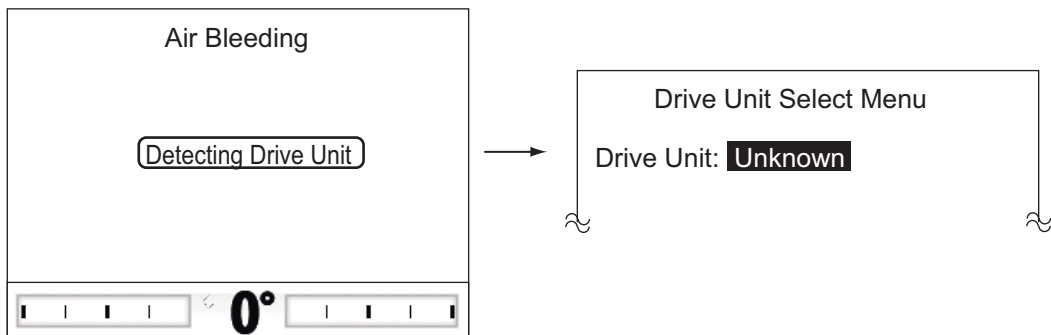 Air Bleeding
Detecting Drive Unit
0°
Drive Unit Select Menu
Drive Unit: Unknown